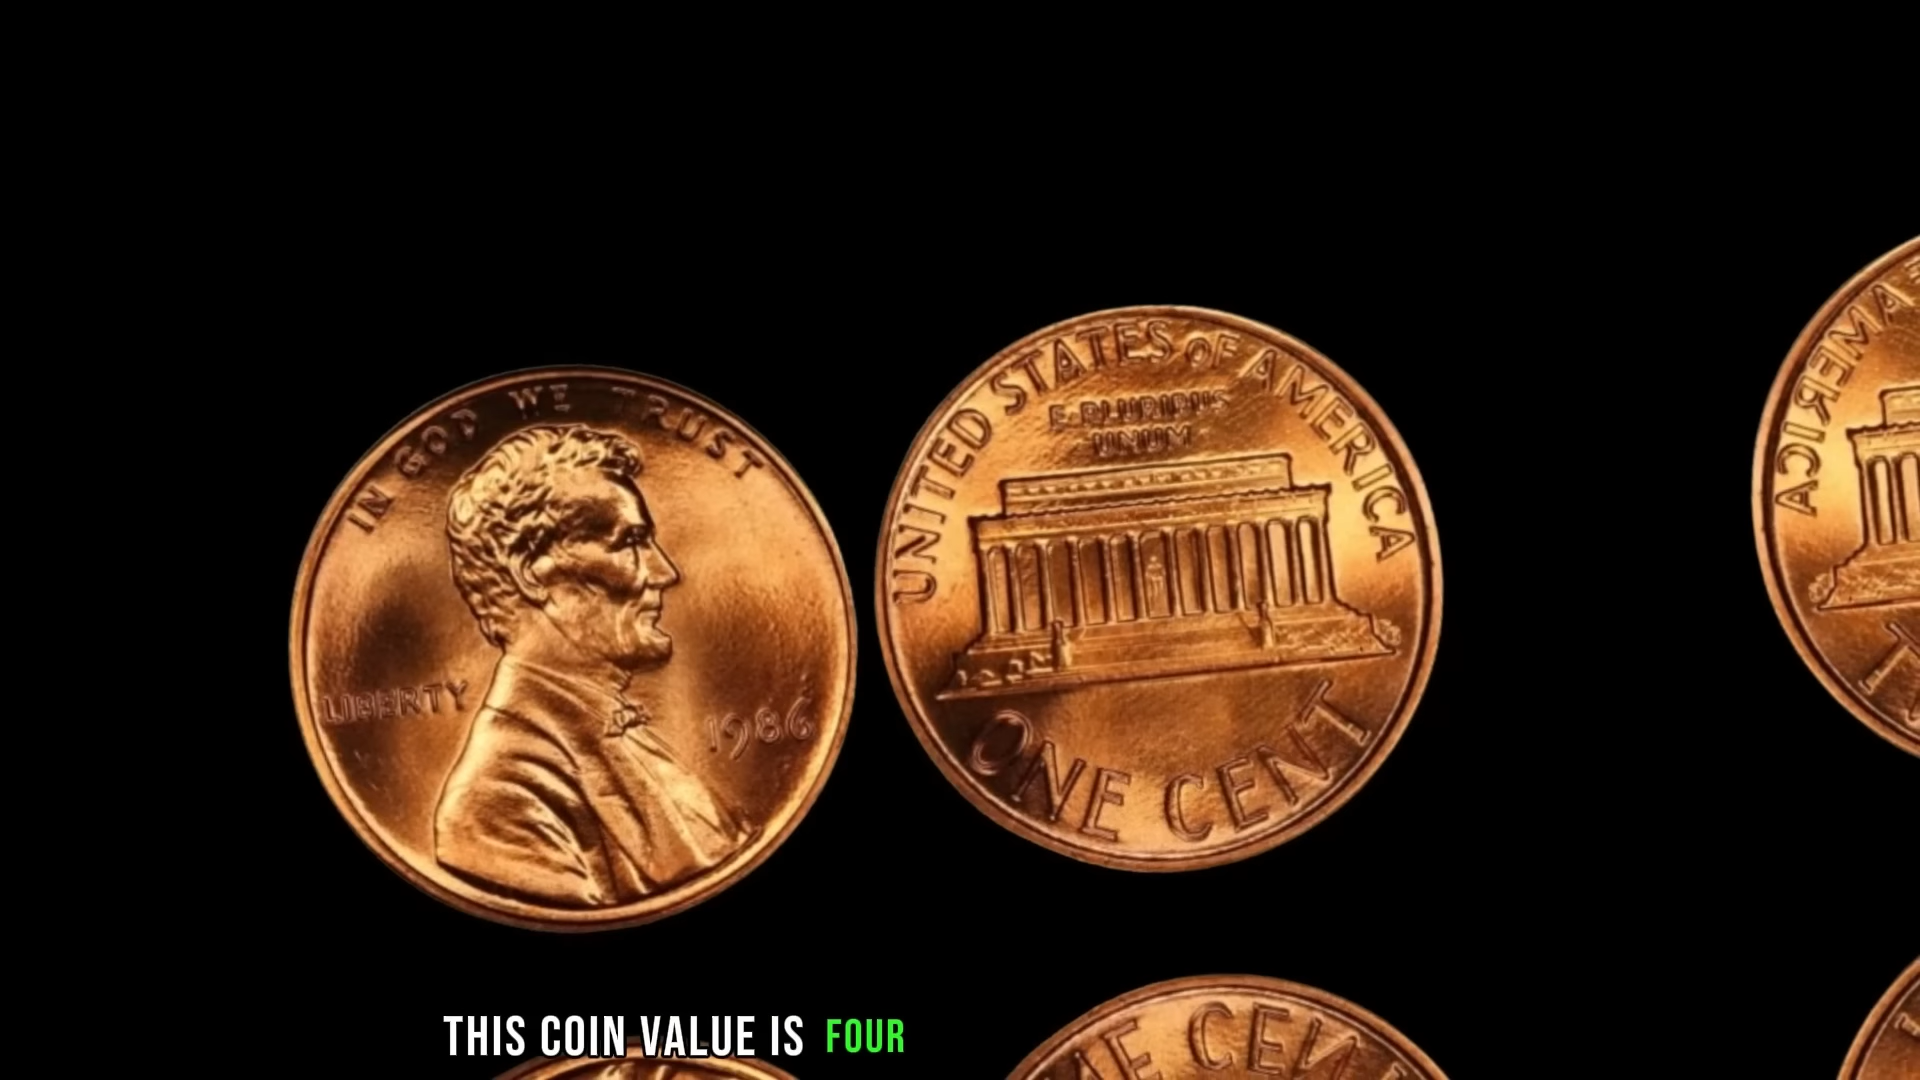 IN GOD WE TRUST
LIBERTY
1986
UNITED STATES OF AMERICA
E·PLURIBUS
UNUM
ONE CENT
AMERICA
THIS COIN VALUE IS FOUR